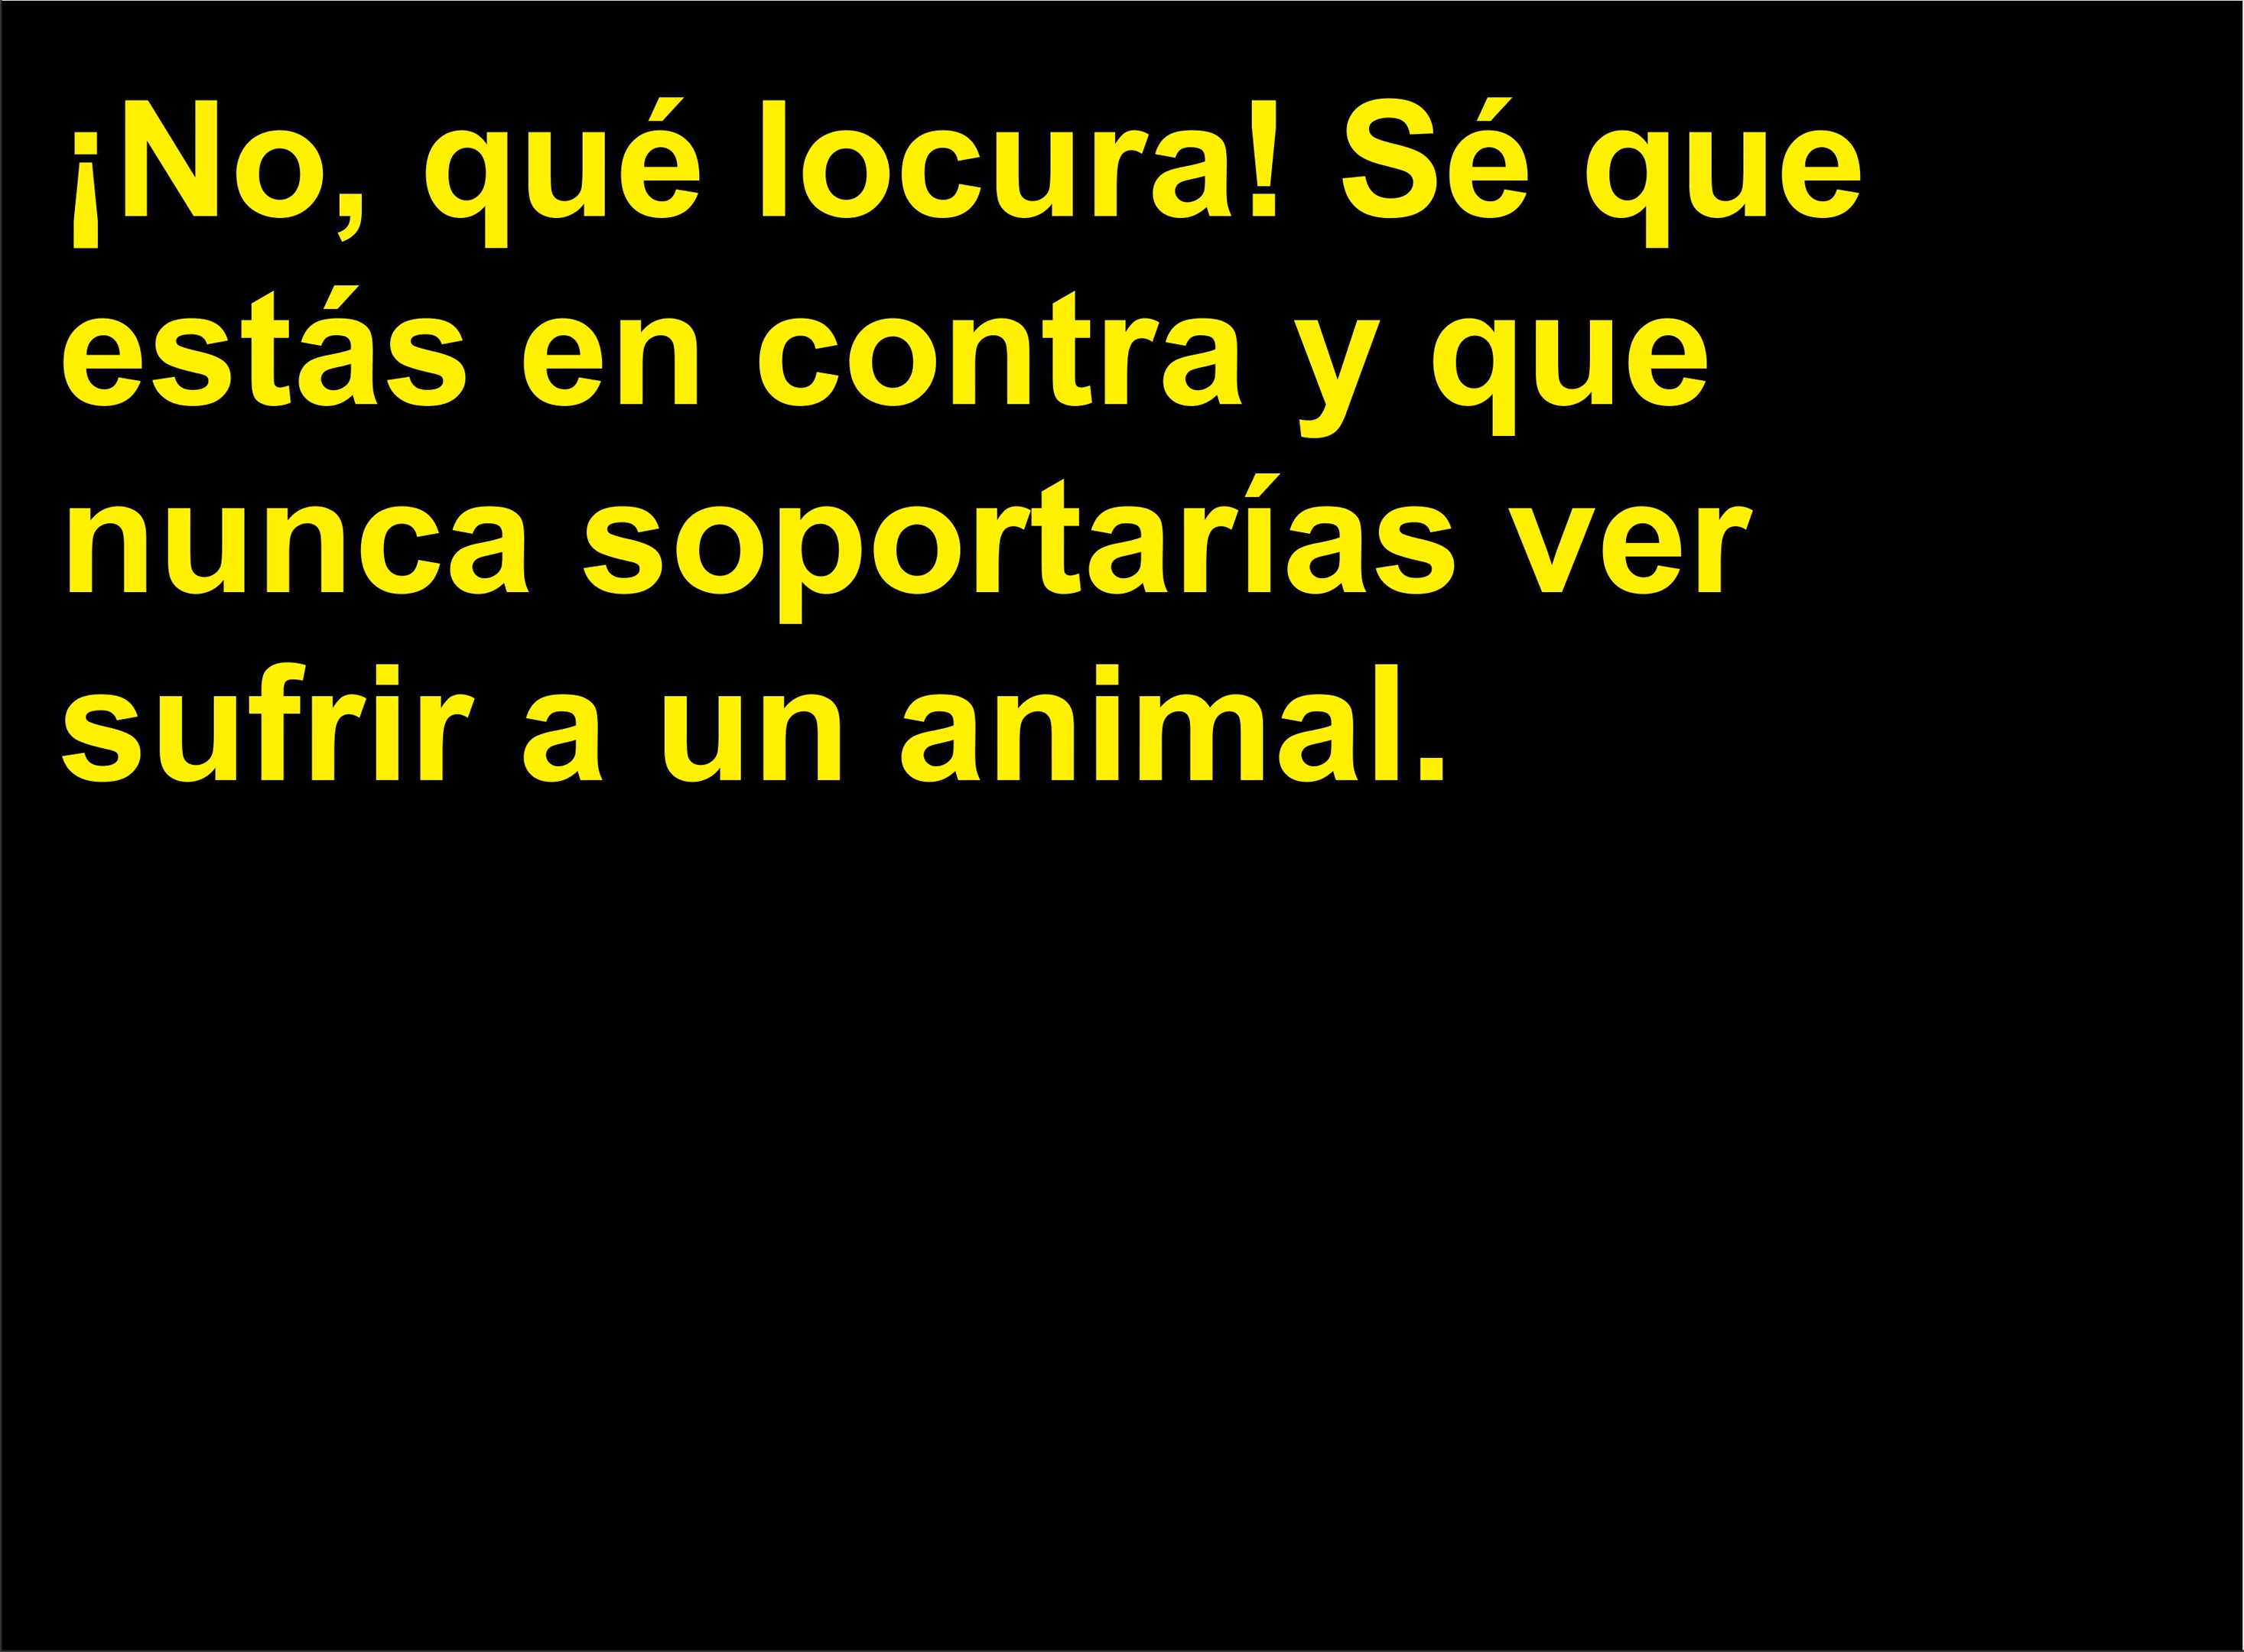 ¡No, qué locura! Sé que
estás en contra y que
nunca soportarías ver
sufrir a un animal.